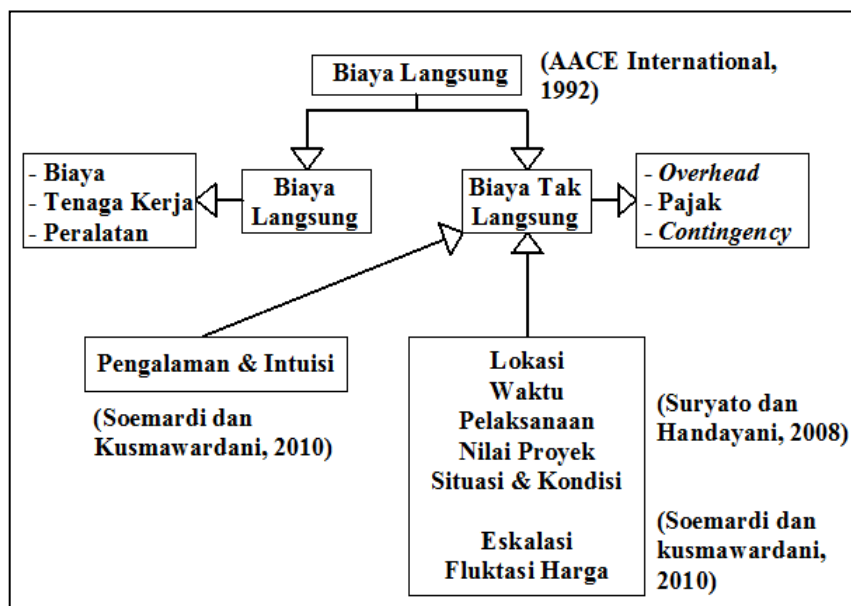 Biaya Langsung
(AACE International,
1992)
- Biaya
- Tenaga Kerja
- Peralatan
Biaya
Langsung
Biaya Tak
Langsung
- Overhead
- Pajak
- Contingency
Pengalaman & Intuisi
(Soemardi dan
Kusmawardani, 2010)
Lokasi
Waktu
Pelaksanaan
Nilai Proyek
Situasi & Kondisi
Eskalasi
Fluktasi Harga
(Suryato dan
Handayani, 2008)
(Soemardi dan
kusmawardani,
2010)